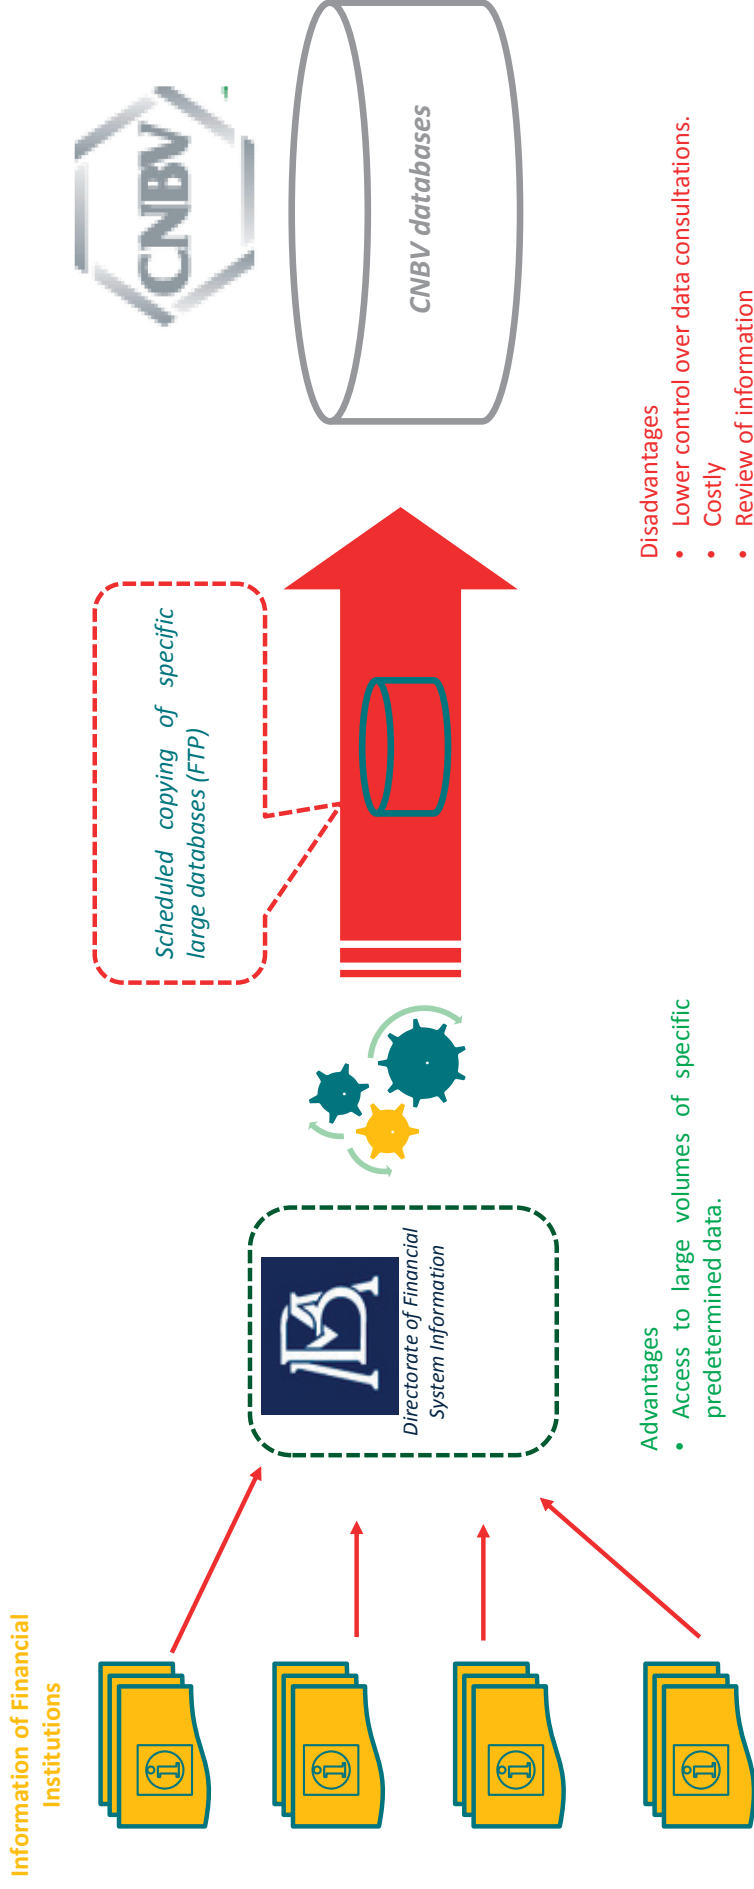 Information of Financial
Institutions
Directorate of Financial
System Information
Scheduled copying of specific
large databases (FTP)
CNBV
CNBV databases
Advantages
• Access to large volumes of specific
predetermined data.
Disadvantages
• Lower control over data consultations.
• Costly
• Review of information